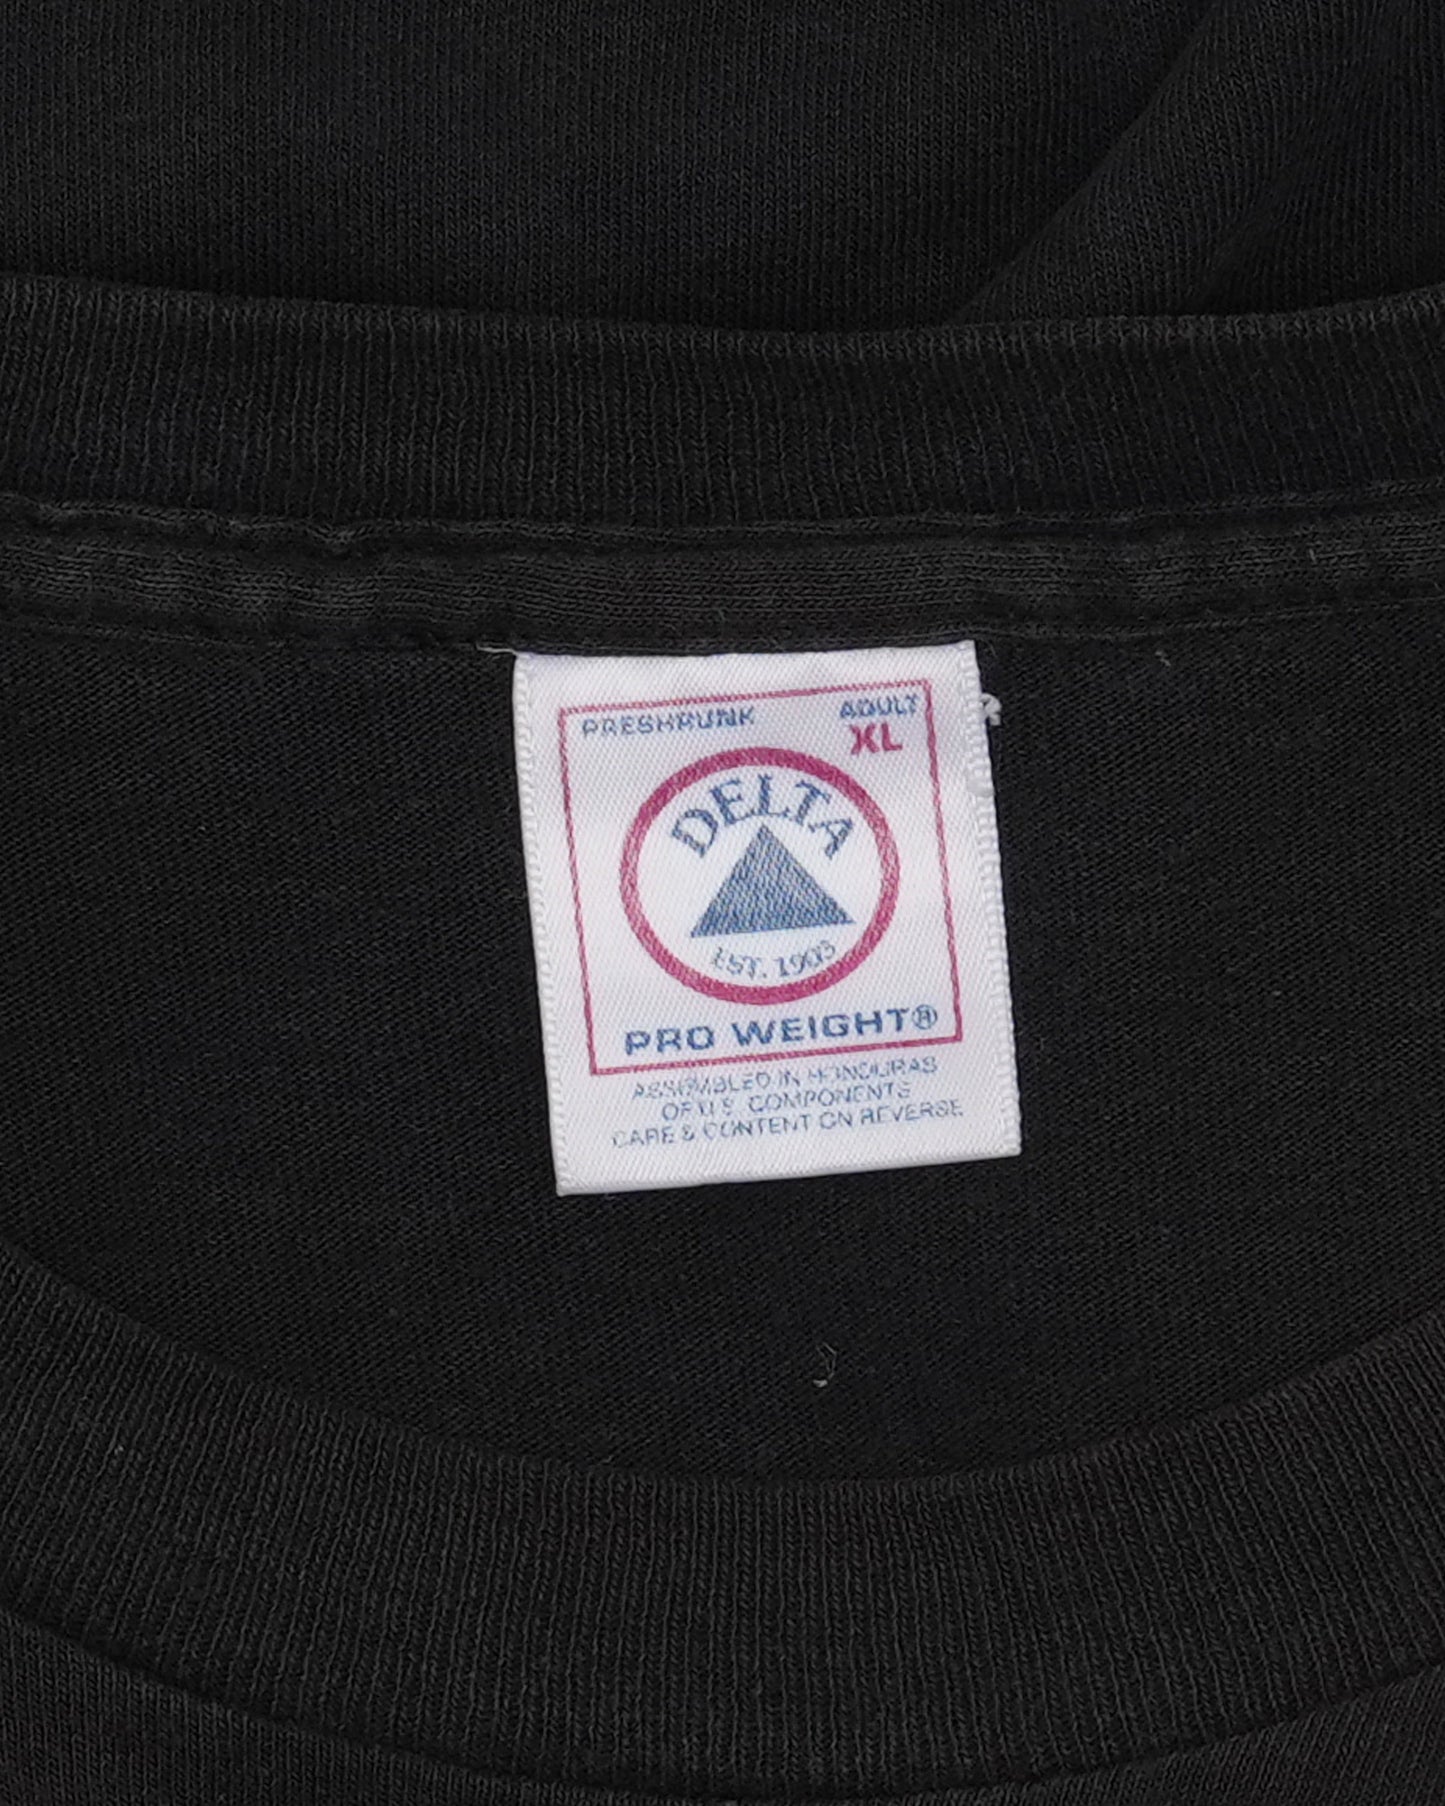 PRESHRUNK ADULT
XL
DELTA
EST. 1903
PRO WEIGHT®
ASSEMBLED IN HONDURAS
OF U.S. COMPONENTS
CARE & CONTENT ON REVERSE